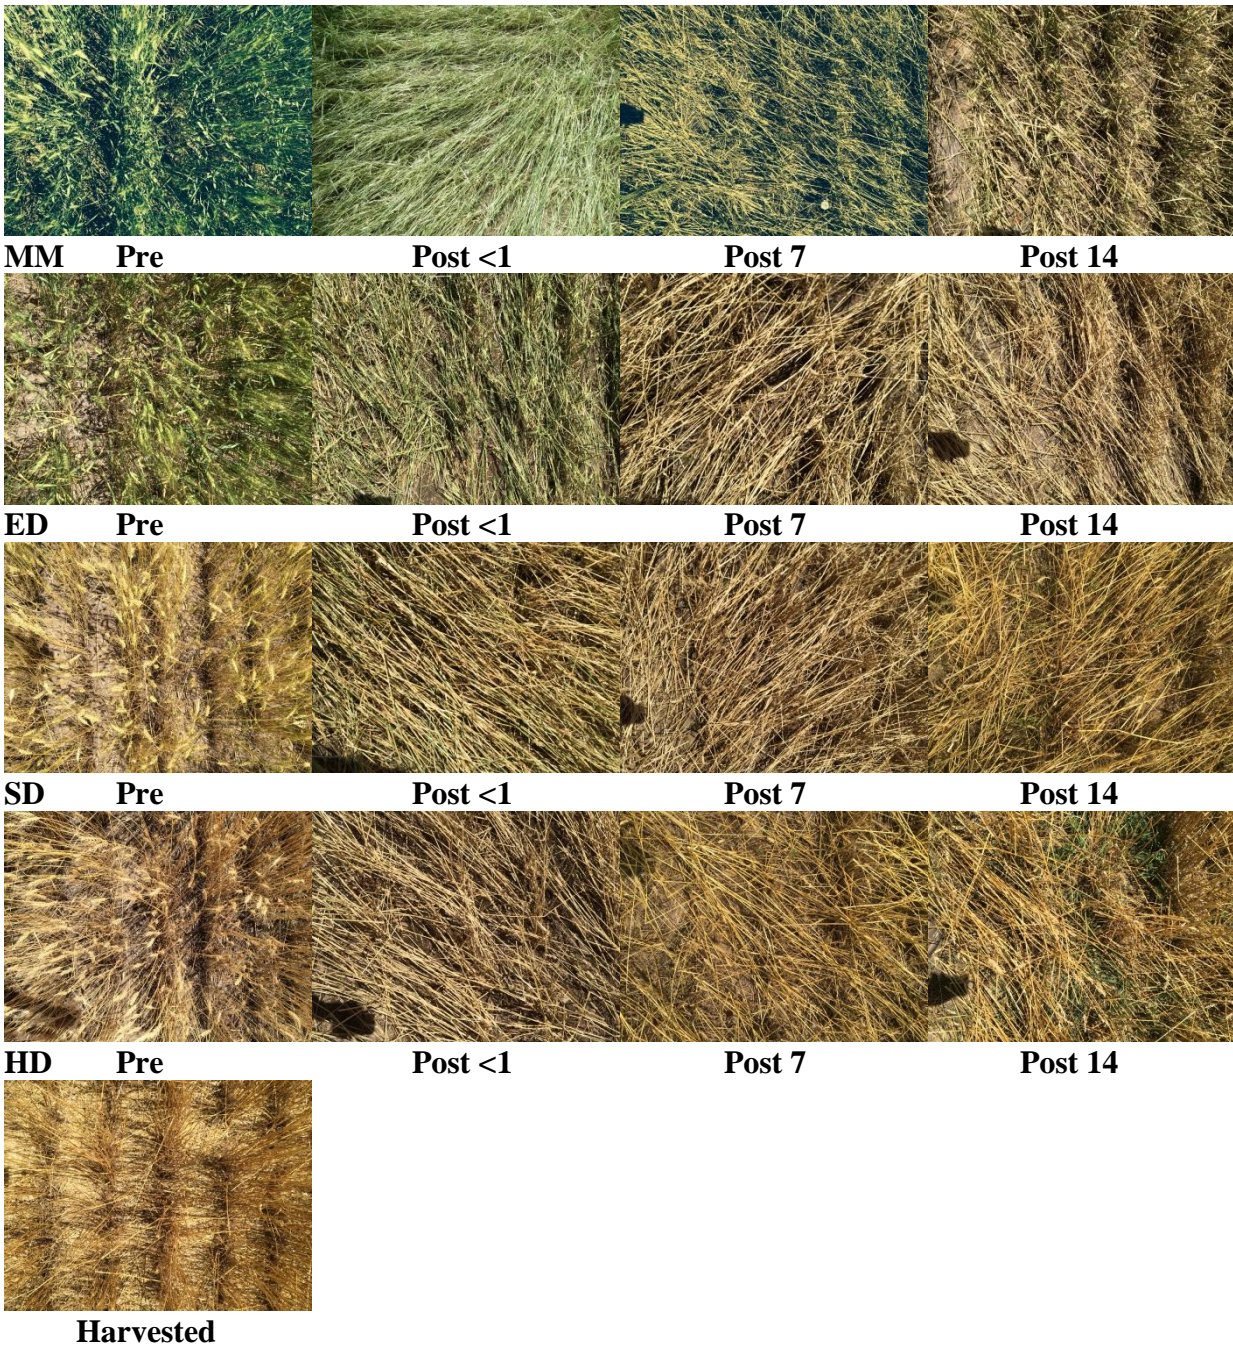 MM Pre Post <1 Post 7 Post 14
ED Pre Post <1 Post 7 Post 14
SD Pre Post <1 Post 7 Post 14
HD Pre Post <1 Post 7 Post 14
Harvested